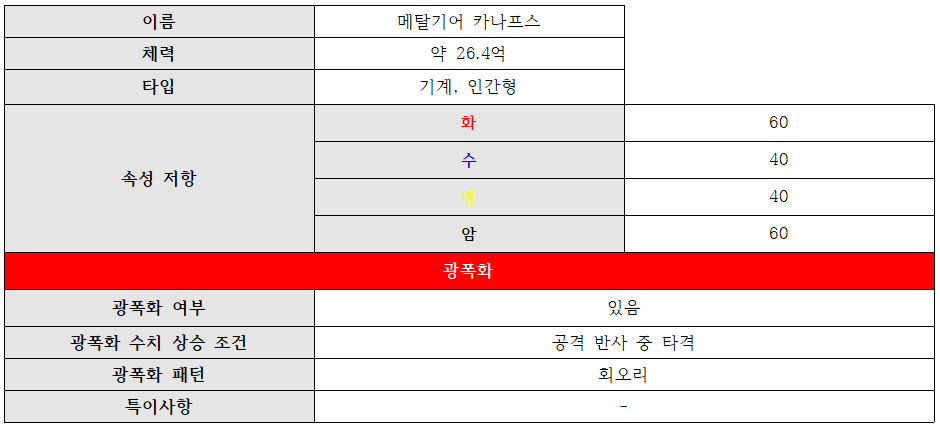 이름 메탈기어 카나프스
체력 약 26.4억
타입 기계, 인간형
속성 저항
화 60
수 40
명 40
암 60
광폭화
광폭화 여부 있음
광폭화 수치 상승 조건 공격 반사 중 타격
광폭화 패턴 회오리
특이사항 -